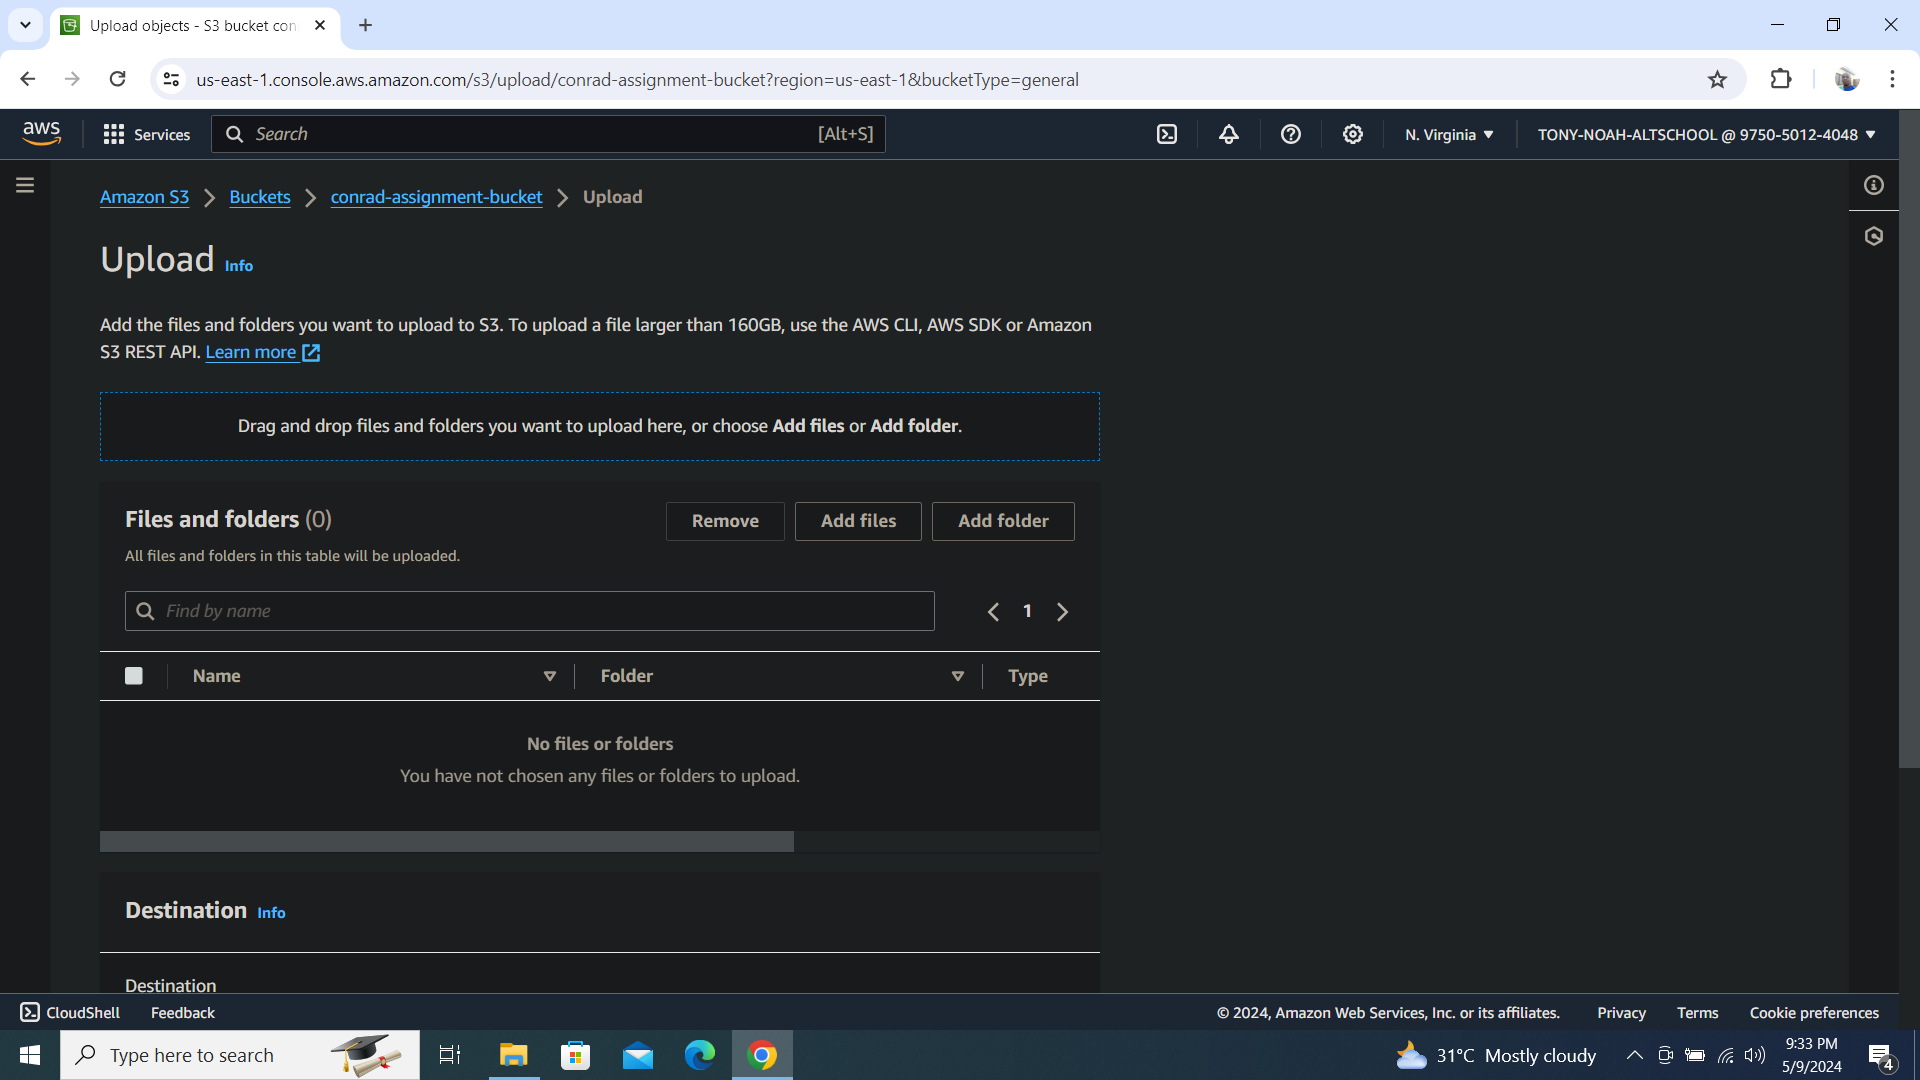 Upload objects - S3 bucket con
us-east-1.console.aws.amazon.com/s3/upload/conrad-assignment-bucket?region=us-east-1&bucketType=general
aws Services Search [Alt+S] N. Virginia TONY-NOAH-ALTSCHOOL @ 9750-5012-4048
Amazon S3 Buckets conrad-assignment-bucket Upload
Upload Info
Add the files and folders you want to upload to S3. To upload a file larger than 160GB, use the AWS CLI, AWS SDK or Amazon
S3 REST API. Learn more
Drag and drop files and folders you want to upload here, or choose Add files or Add folder.
Files and folders (0) Remove Add files Add folder
All files and folders in this table will be uploaded.
Find by name 1
Name Folder Type
No files or folders
You have not chosen any files or folders to upload.
Destination Info
Destination
CloudShell Feedback © 2024, Amazon Web Services, Inc. or its affiliates. Privacy Terms Cookie preferences
Type here to search 31°C Mostly cloudy 9:33 PM
5/9/2024 4